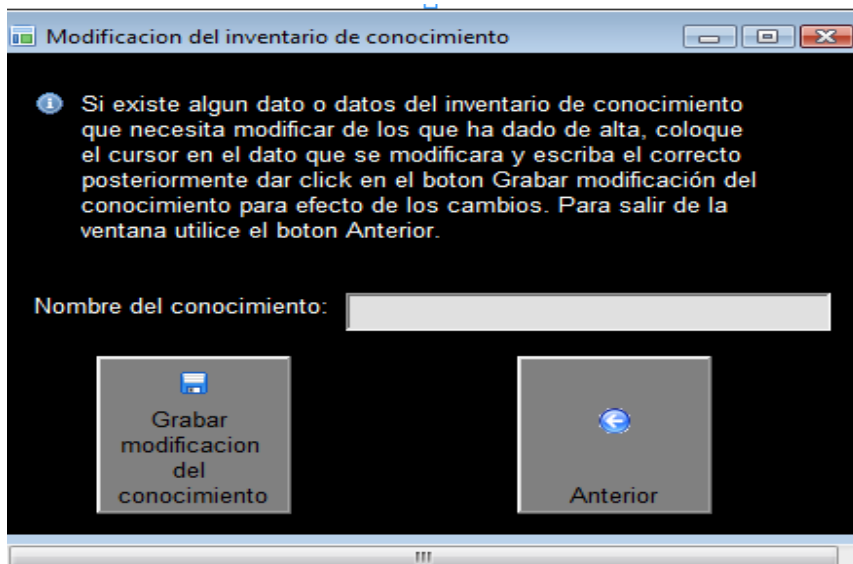 Modificacion del inventario de conocimiento
Si existe algun dato o datos del inventario de conocimiento
que necesita modificar de los que ha dado de alta, coloque
el cursor en el dato que se modificara y escriba el correcto
posteriormente dar click en el boton Grabar modificación del
conocimiento para efecto de los cambios. Para salir de la
ventana utilice el boton Anterior.
Nombre del conocimiento:
Grabar
modificacion
del
conocimiento
Anterior